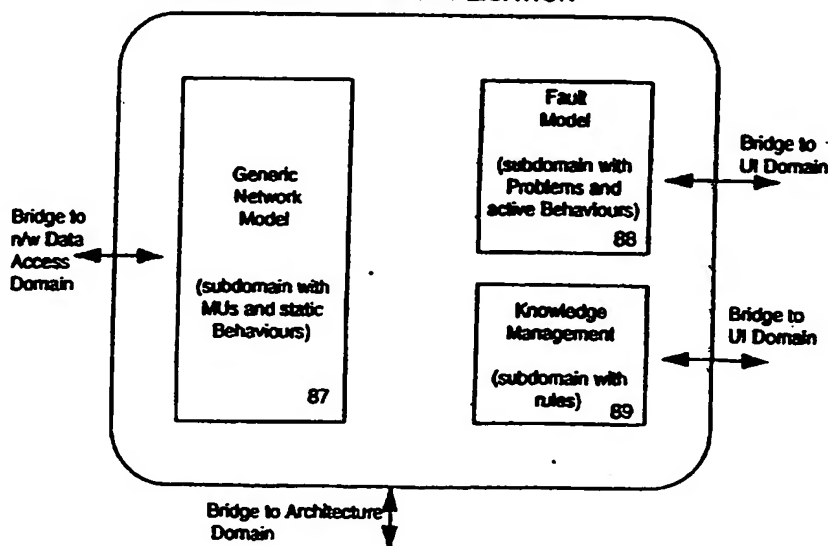 Generic
Network
Model
(subdomain with
MUs and static
Behaviours)
87
Fault
Model
(subdomain with
Problems and
active Behaviours)
88
Knowledge
Management
(subdomain with
rules)
89
Bridge to
n/w Data
Access
Domain
Bridge to
UI Domain
Bridge to
UI Domain
Bridge to Architecture
Domain